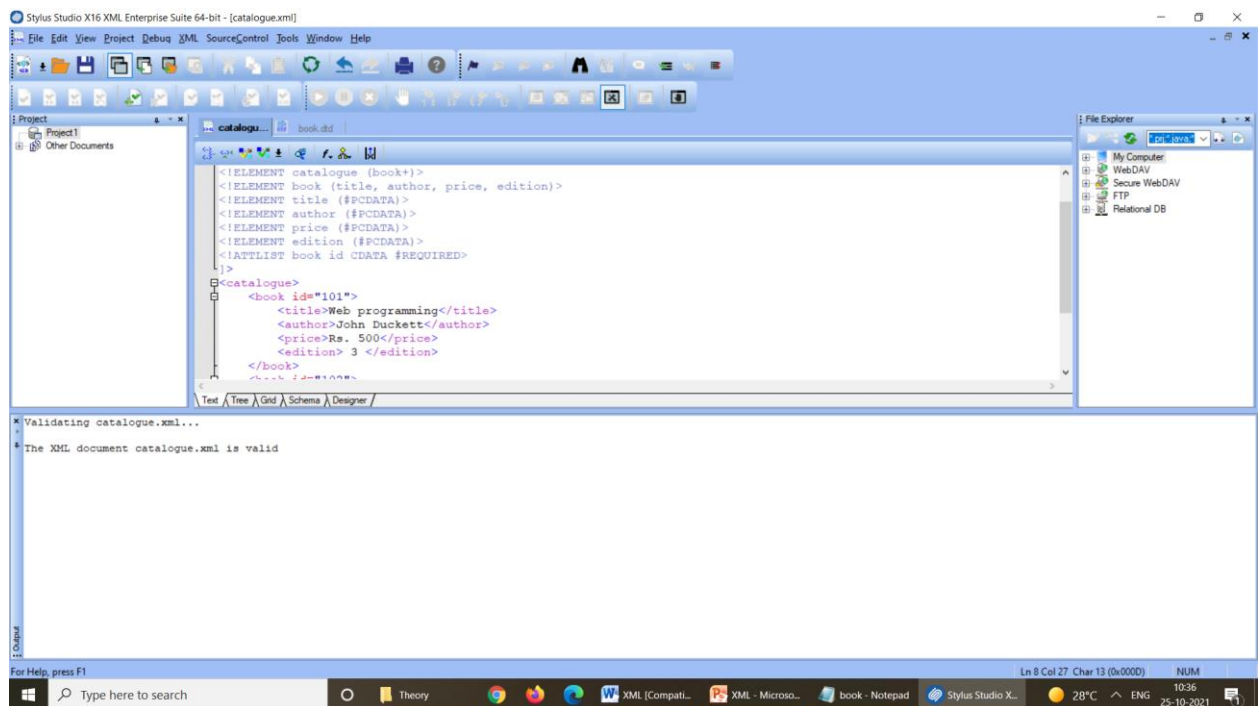 Stylus Studio X16 XML Enterprise Suite 64-bit - [catalogue.xml]
File Edit View Project Debug XML SourceControl Tools Window Help
Project
Project1
Other Documents
catalogu... book.dtd
<!ELEMENT catalogue (book+)>
<!ELEMENT book (title, author, price, edition)>
<!ELEMENT title (#PCDATA)>
<!ELEMENT author (#PCDATA)>
<!ELEMENT price (#PCDATA)>
<!ELEMENT edition (#PCDATA)>
<!ATTLIST book id CDATA #REQUIRED>
]>
<catalogue>
<book id="101">
<title>Web programming</title>
<author>John Duckett</author>
<price>Rs. 500</price>
<edition> 3 </edition>
</book>
<book id="102">
Text Tree Grid Schema Designer
File Explorer
*.prj;*.java;*
My Computer
WebDAV
Secure WebDAV
FTP
Relational DB
Validating catalogue.xml...
The XML document catalogue.xml is valid
Output
For Help, press F1
Ln 8 Col 27 Char 13 (0x000D) NUM
Type here to search
Theory
XML [Compati...
XML - Microso...
book - Notepad
Stylus Studio X...
28°C ENG
10:36
25-10-2021